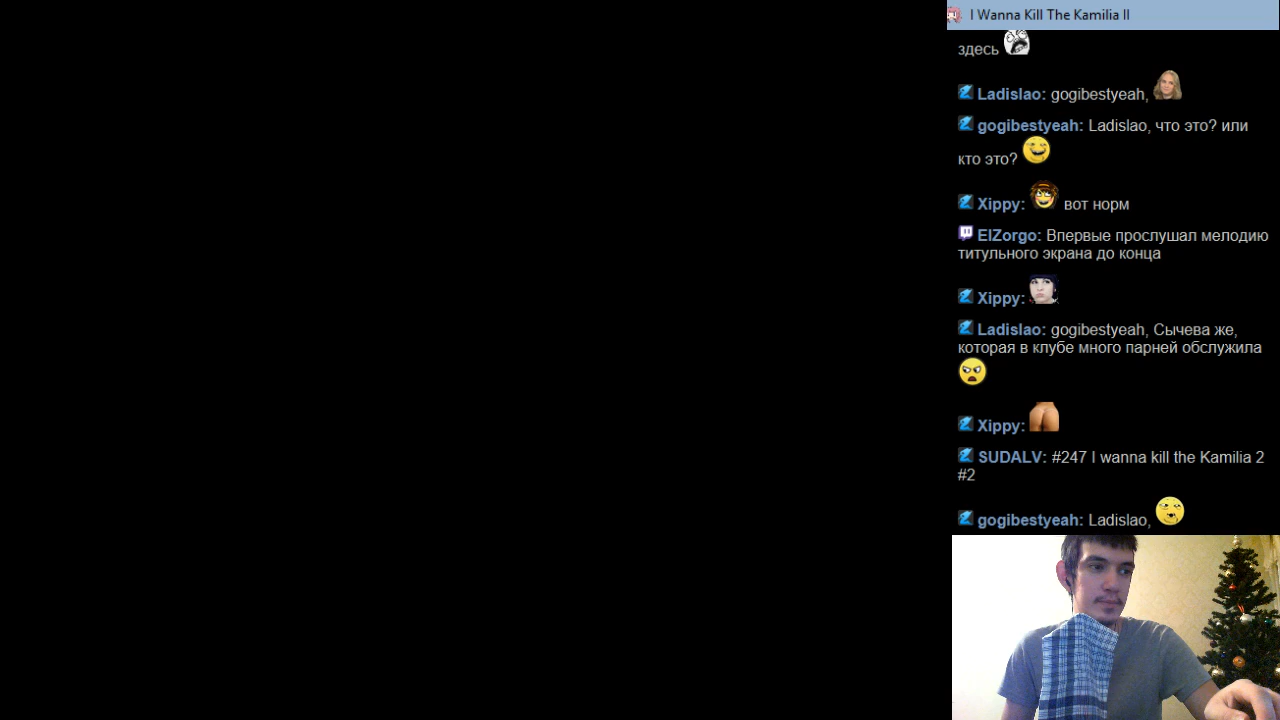 I Wanna Kill The Kamilia II
здесь
Ladislao: gogibestyeah,
gogibestyeah: Ladislao, что это? или
кто это?
Xippy: вот норм
ElZorgo: Впервые прослушал мелодию
титульного экрана до конца
Xippy:
Ladislao: gogibestyeah, Сычева же,
которая в клубе много парней обслужила
Xippy:
SUDALV: #247 I wanna kill the Kamilia 2
#2
gogibestyeah: Ladislao,